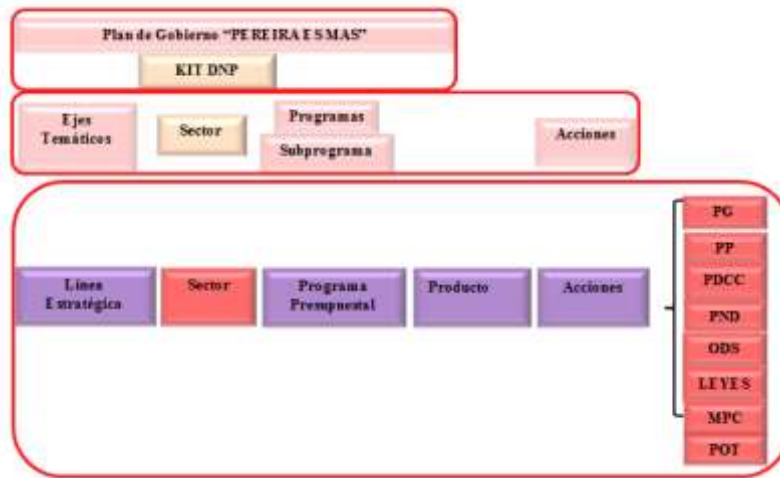 Plan de Gobierno “PEREIRA ES MAS”
KIT DNP
Ejes
Temáticos
Sector
Programas
Subprograma
Acciones
Línea
Estratégica
Sector
Programa
Presupuestal
Producto
Acciones
PG
PP
PDCC
PND
ODS
LEYES
MPC
POT